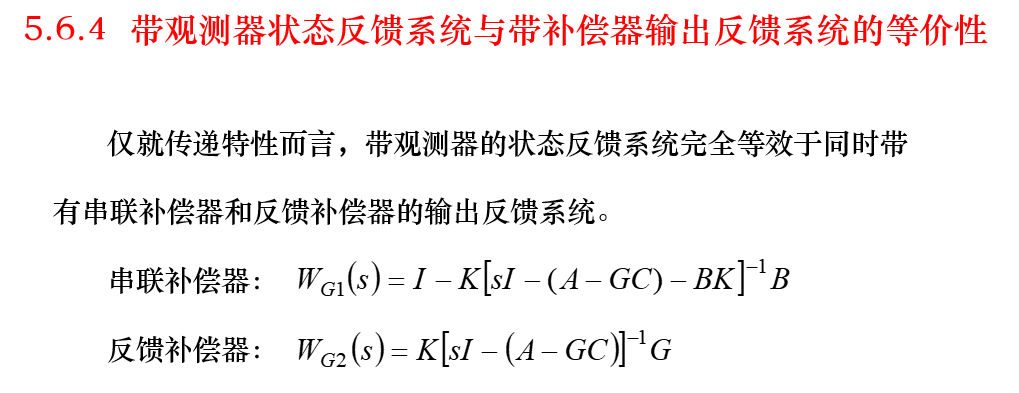 5.6.4 带观测器状态反馈系统与带补偿器输出反馈系统的等价性
仅就传递特性而言，带观测器的状态反馈系统完全等效于同时带
有串联补偿器和反馈补偿器的输出反馈系统。
串联补偿器： W_{G1}(s) = I − K[sI − (A − GC) − BK]^{−1}B
反馈补偿器： W_{G2}(s) = K[sI − (A − GC)]^{−1}G